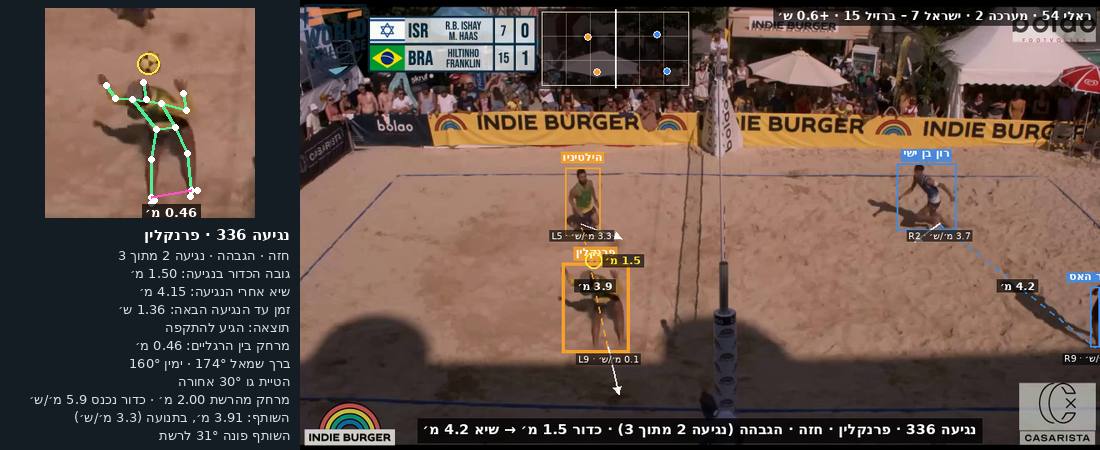 0.46 מ׳
נגיעה 336 · פרנקלין
חזה · הגבהה · נגיעה 2 מתוך 3
גובה הכדור בנגיעה: 1.50 מ׳
שיא אחרי הנגיעה: 4.15 מ׳
זמן עד הנגיעה הבאה: 1.36 ש׳
תוצאה: הגיע להתקפה
מרחק בין הרגליים: 0.46 מ׳
ברך שמאל 174° · ימין 160°
הטיית גו 30° אחורה
מרחק מהרשת 2.00 מ׳ · כדור נכנס 5.9 מ׳/ש׳
השותף: 3.91 מ׳, בתנועה (3.3 מ׳/ש׳)
השותף פונה 31° לרשת
ראלי 54 · מערכה 2 · ישראל 7 – ברזיל 15 · +0.6 ש׳
ISR R.B. ISHAY M. HAAS 7 0
BRA HILTINHO FRANKLIN 15 1
INDIE BURGER
bolao
FOOTVOLLEY
bolao
CASARISTA
INDIE BURGER
INDIE BURGER
bolao
הילטיניו
רון בן ישי
L5 · 3.3 מ׳/ש׳
R2 · 3.7 מ׳/ש׳
פרנקלין
1.5 מ׳
3.9 מ׳
4.2 מ׳
האס
L9 · 0.1 מ׳/ש׳
R9 ·
INDIE BURGER
נגיעה 336 · פרנקלין · חזה · הגבהה (נגיעה 2 מתוך 3) · כדור 1.5 מ׳ → שיא 4.2 מ׳
CASARISTA